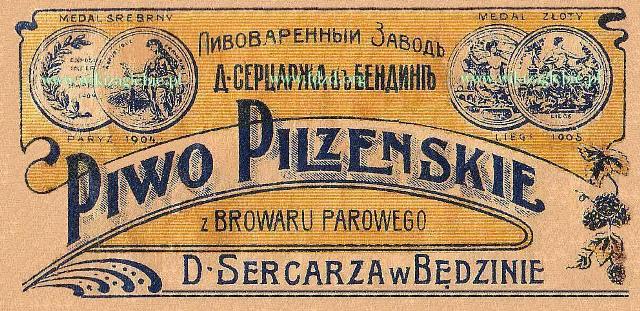 MEDAL SREBRNY
MEDAL ZŁOTY
ПИВОВАРЕННЫЙ ЗАВОДЪ
Д·СЕРЦАРЖА въ БЕНДИНѢ
PARYŻ 1904
LIEGE 1905
PIWO PILZENSKIE
z BROWARU PAROWEGO
D·SERCARZA w BĘDZINIE